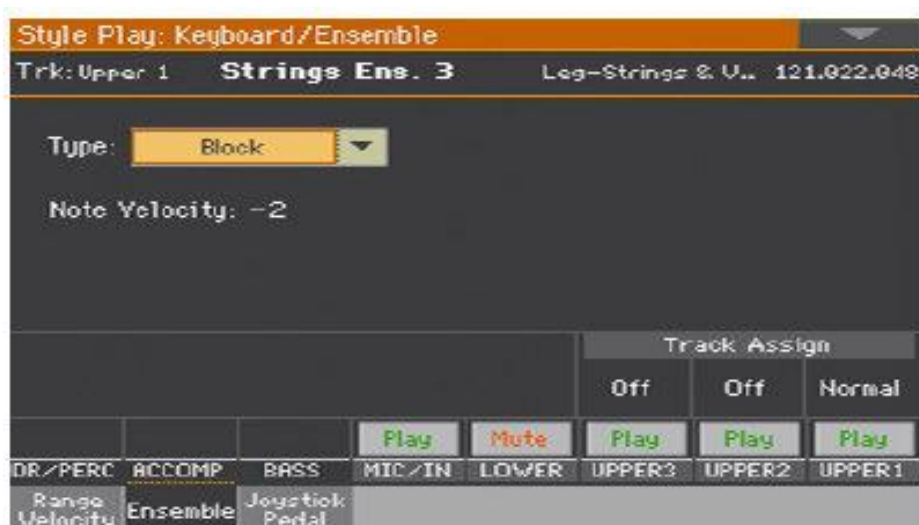 Style Play: Keyboard/Ensemble
Trk: Upper 1 Strings Ens. 3 Leg-Strings & V.. 121.022.048
Type: Block
Note Velocity: -2
Track Assign
Off Off Normal
Play Mute Play Play Play
DR/PERC ACCOMP BASS MIC/IN LOWER UPPER3 UPPER2 UPPER1
Range Velocity Ensemble Joystick Pedal